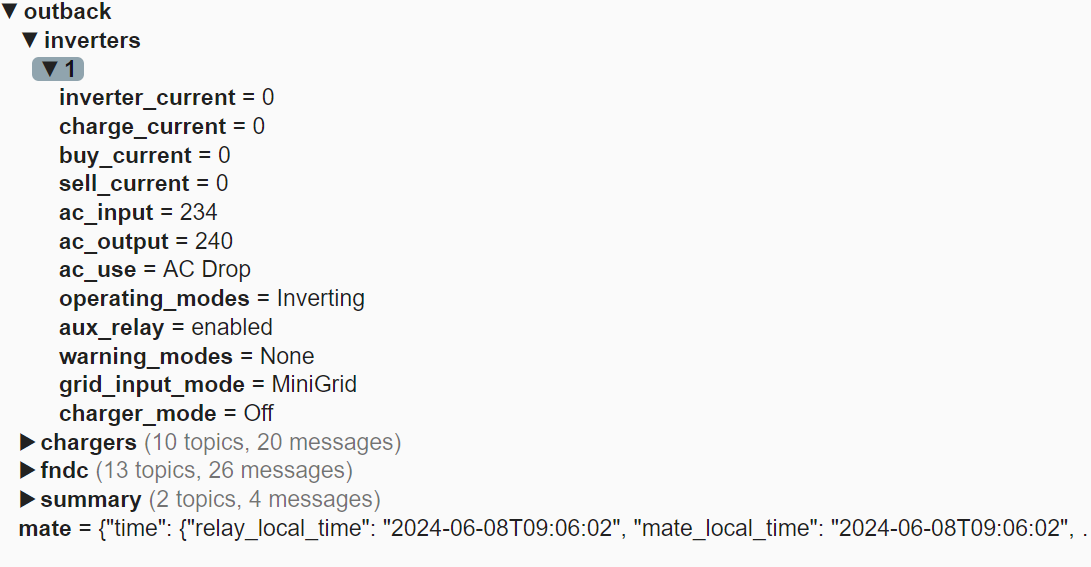 ▼ outback
▼ inverters
▼ 1
inverter_current = 0
charge_current = 0
buy_current = 0
sell_current = 0
ac_input = 234
ac_output = 240
ac_use = AC Drop
operating_modes = Inverting
aux_relay = enabled
warning_modes = None
grid_input_mode = MiniGrid
charger_mode = Off
▶ chargers (10 topics, 20 messages)
▶ fndc (13 topics, 26 messages)
▶ summary (2 topics, 4 messages)
mate = {"time": {"relay_local_time": "2024-06-08T09:06:02", "mate_local_time": "2024-06-08T09:06:02", .